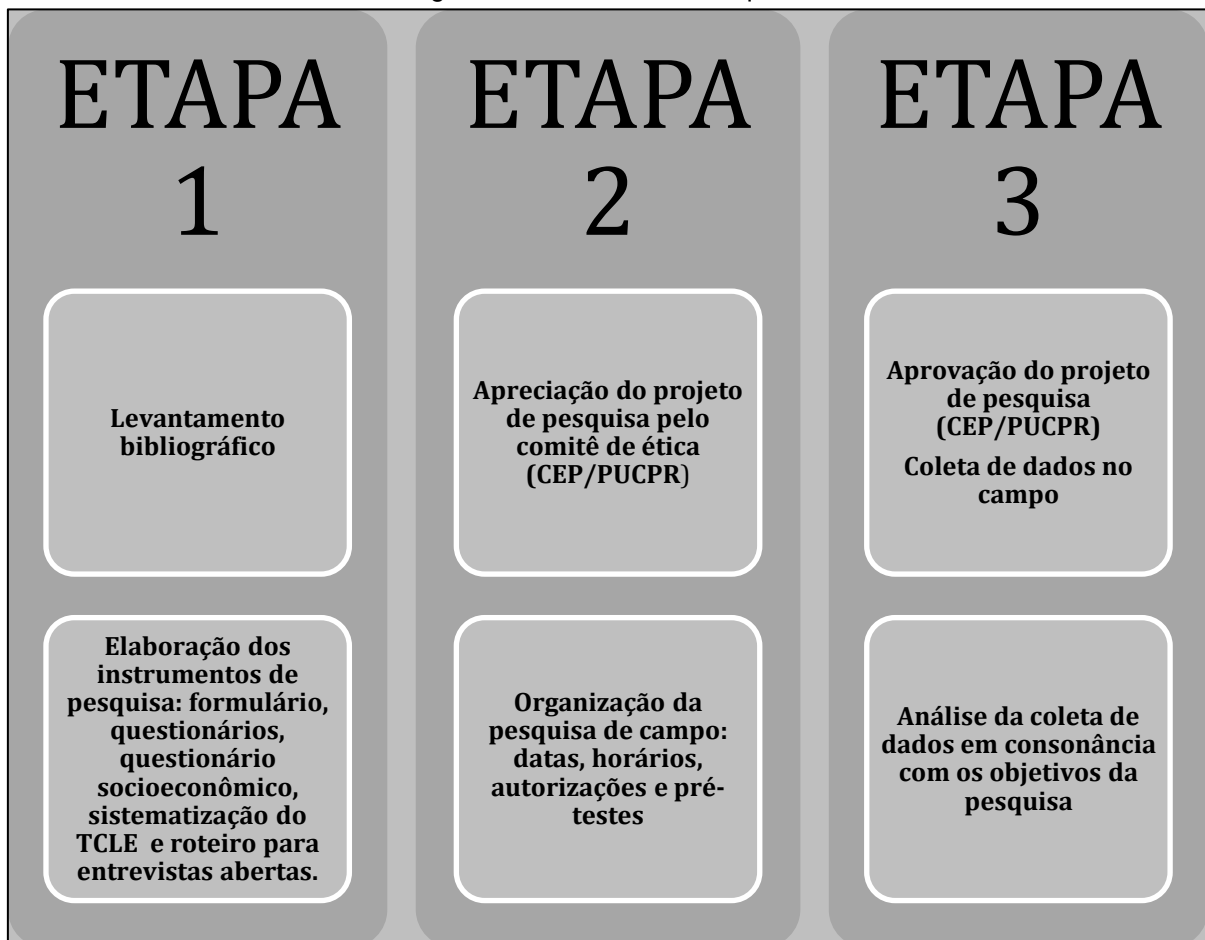 ETAPA
1
Levantamento
bibliográfico
Elaboração dos
instrumentos de
pesquisa: formulário,
questionários,
questionário
socioeconômico,
sistematização do
TCLE e roteiro para
entrevistas abertas.
ETAPA
2
Apreciação do projeto
de pesquisa pelo
comitê de ética
(CEP/PUCPR)
Organização da
pesquisa de campo:
datas, horários,
autorizações e pré-
testes
ETAPA
3
Aprovação do projeto
de pesquisa
(CEP/PUCPR)
Coleta de dados no
campo
Análise da coleta de
dados em consonância
com os objetivos da
pesquisa